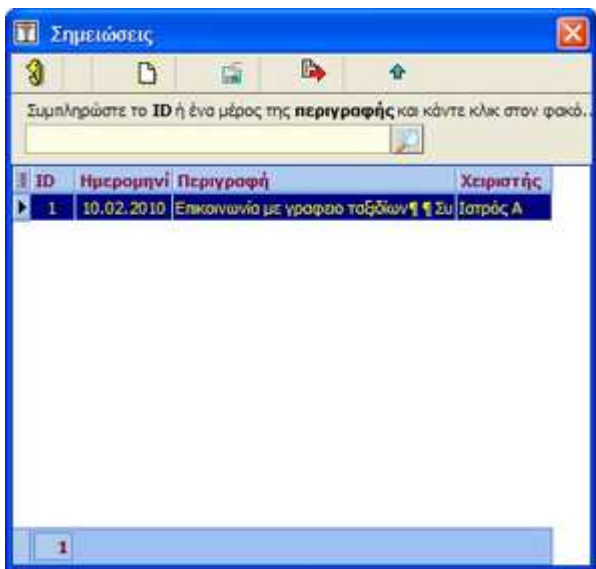 Σημειώσεις
Συμπληρώστε το ID ή ένα μέρος της περιγραφής και κάντε κλικ στον φακό..
ID Ημερομηνί Περιγραφή Χειριστής
1 10.02.2010 Επικοινωνία με γραφειο ταξιδίων¶ ¶ Συ Ιατρός Α
1